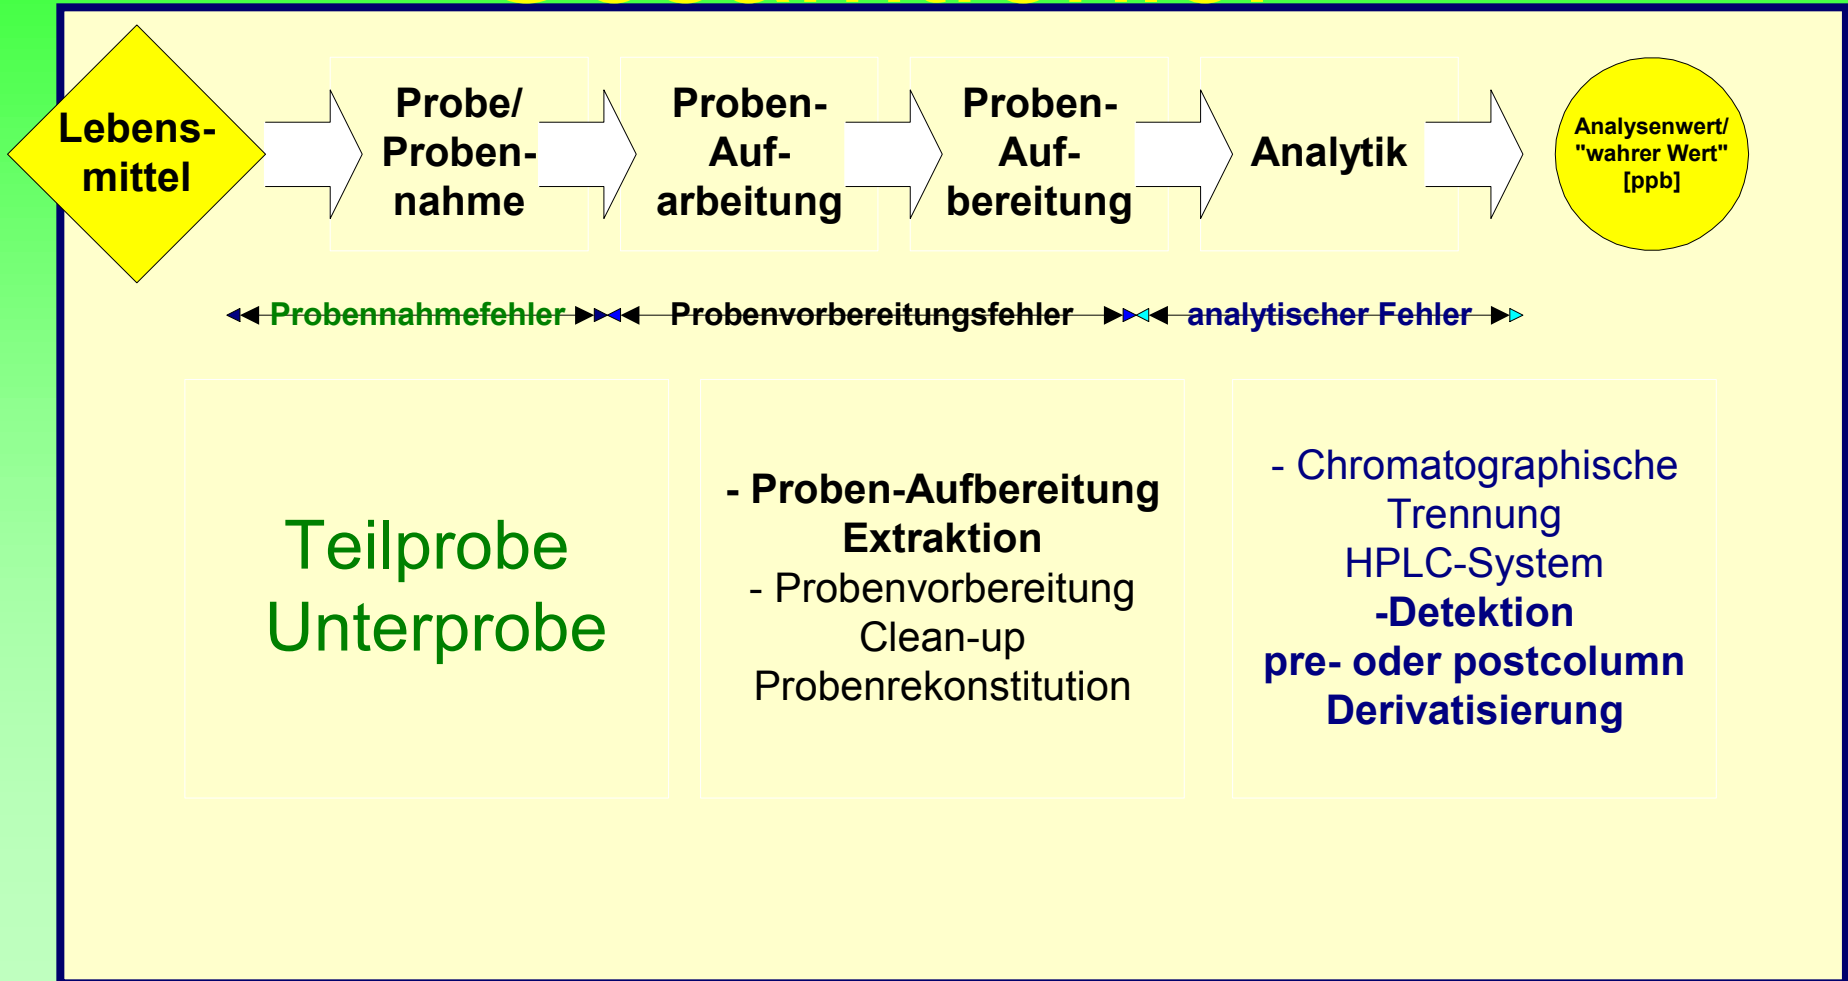 Lebens-
mittel
Probe/
Proben-
nahme
Proben-
Auf-
arbeitung
Proben-
Auf-
bereitung
Analytik
Analysenwert/
"wahrer Wert"
[ppb]
Probennahmefehler
Probenvorbereitungsfehler
analytischer Fehler
Teilprobe
Unterprobe
- Proben-Aufbereitung
Extraktion
- Probenvorbereitung
Clean-up
Probenrekonstitution
- Chromatographische
Trennung
HPLC-System
-Detektion
pre- oder postcolumn
Derivatisierung